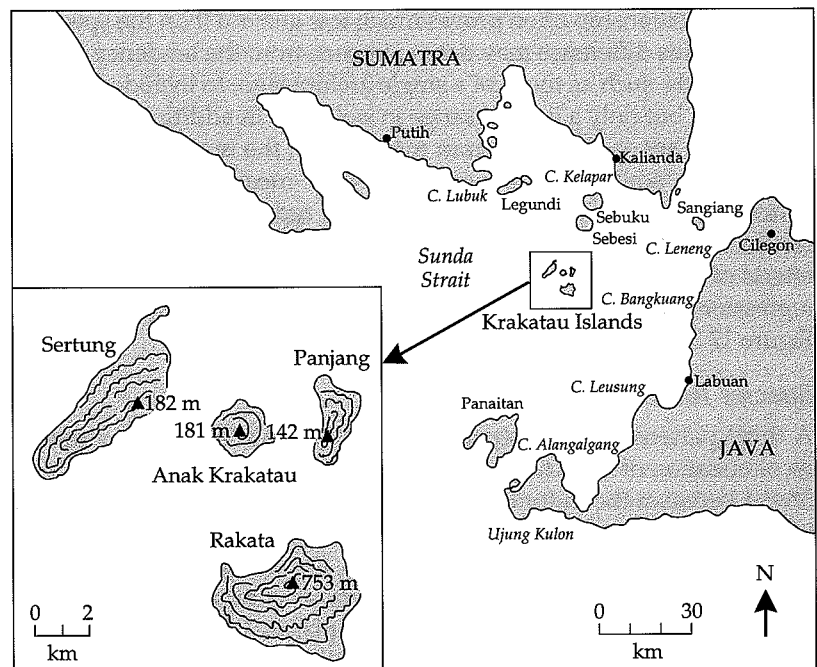 SUMATRA
Putih
Kalianda
C. Kelapar
C. Lubuk
Legundi
Sebuku
Sangiang
Sebesi
C. Leneng
Cilegon
Sunda
Strait
C. Bangkuang
Krakatau Islands
C. Leusung
Labuan
Panaitan
C. Alangalgang
JAVA
Ujung Kulon
N
0 30
km
Sertung
Panjang
182 m
181 m
142 m
Anak Krakatau
Rakata
753 m
0 2
km